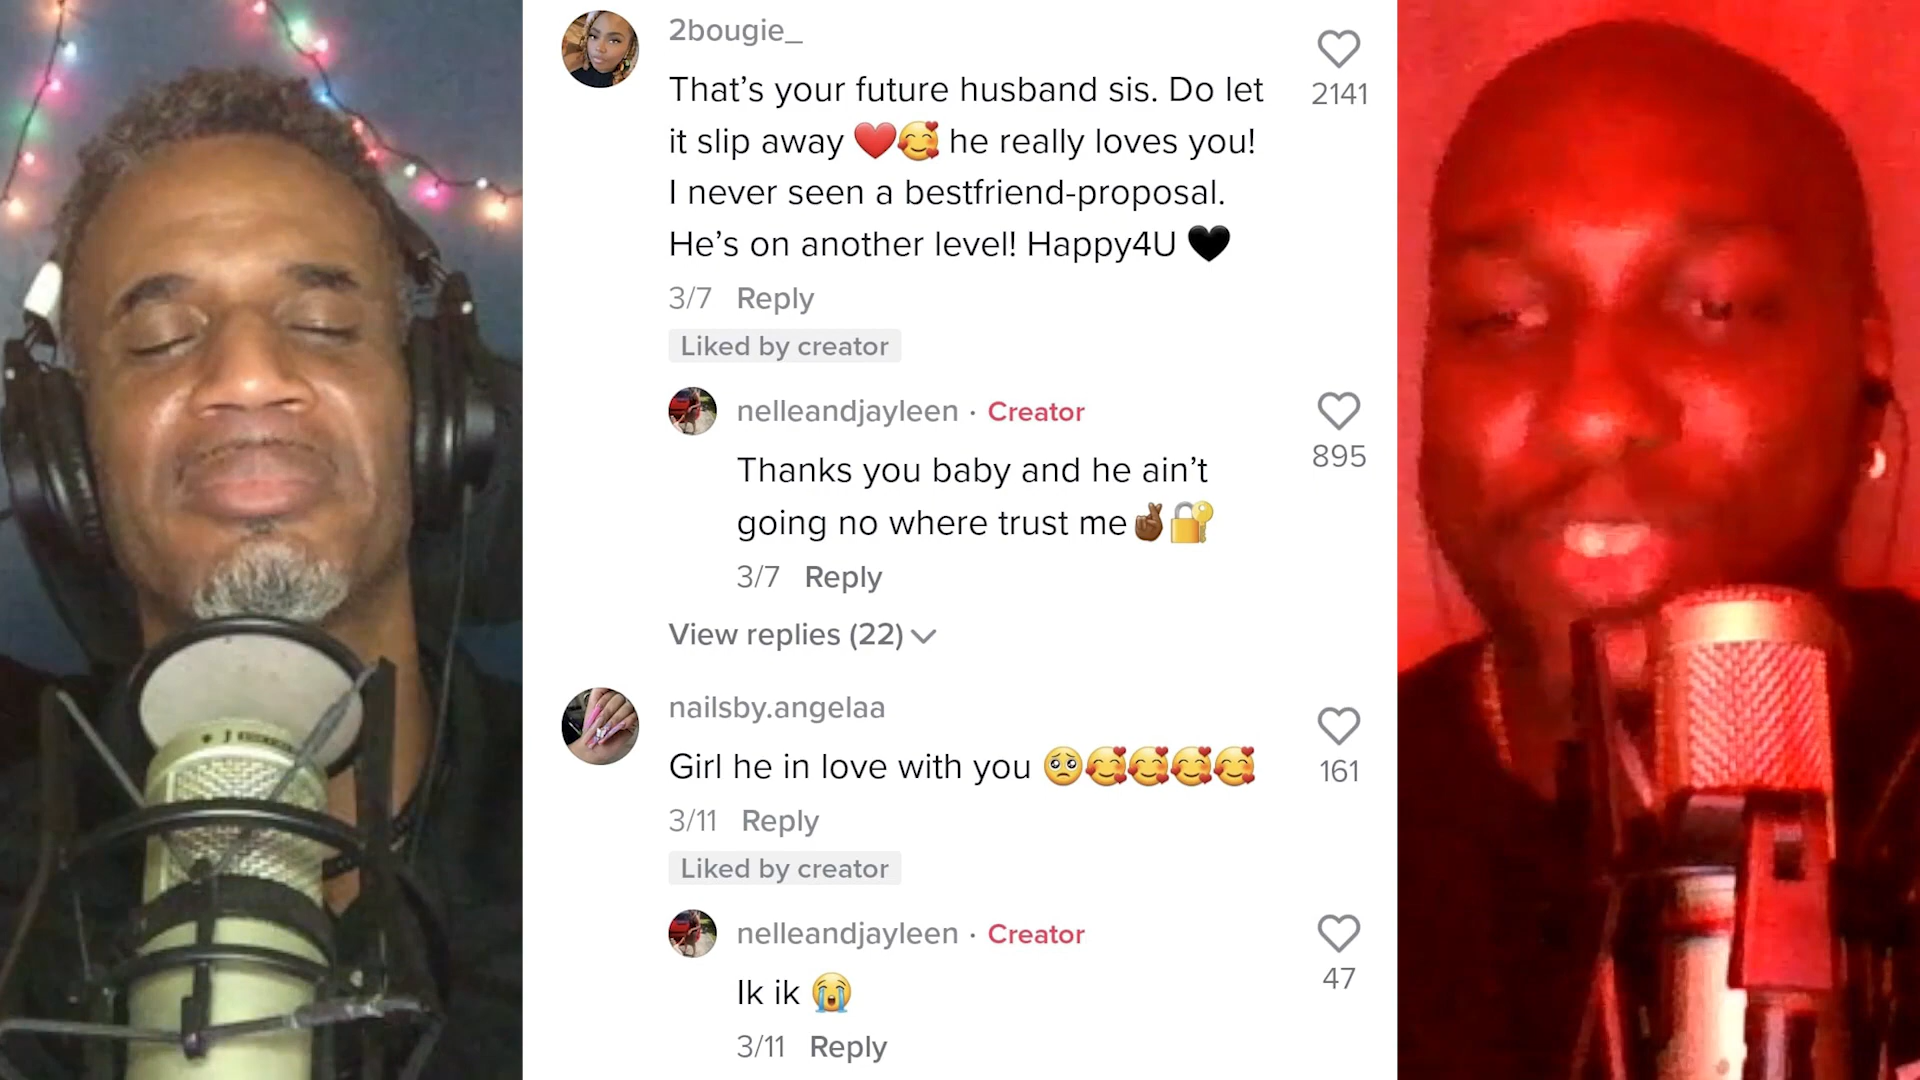 2bougie_
That's your future husband sis. Do let
it slip away ❤️🥰 he really loves you!
I never seen a bestfriend-proposal.
He's on another level! Happy4U 🖤
3/7 Reply
Liked by creator
2141
nelleandjayleen · Creator
Thanks you baby and he ain't
going no where trust me🤞🏾🔐
3/7 Reply
895
View replies (22)
nailsby.angelaa
Girl he in love with you 🥺🥰🥰🥰🥰
3/11 Reply
Liked by creator
161
nelleandjayleen · Creator
Ik ik 😭
3/11 Reply
47